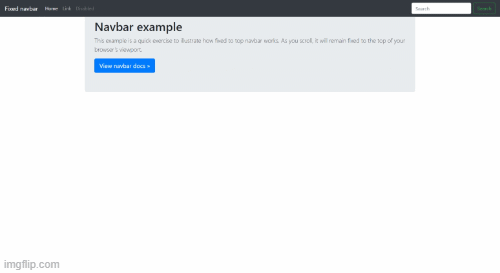 Fixed navbar Home Link Disabled Search Search
Navbar example
This example is a quick exercise to illustrate how fixed to top navbar works. As you scroll, it will remain fixed to the top of your
browser's viewport.
View navbar docs »
imgflip.com